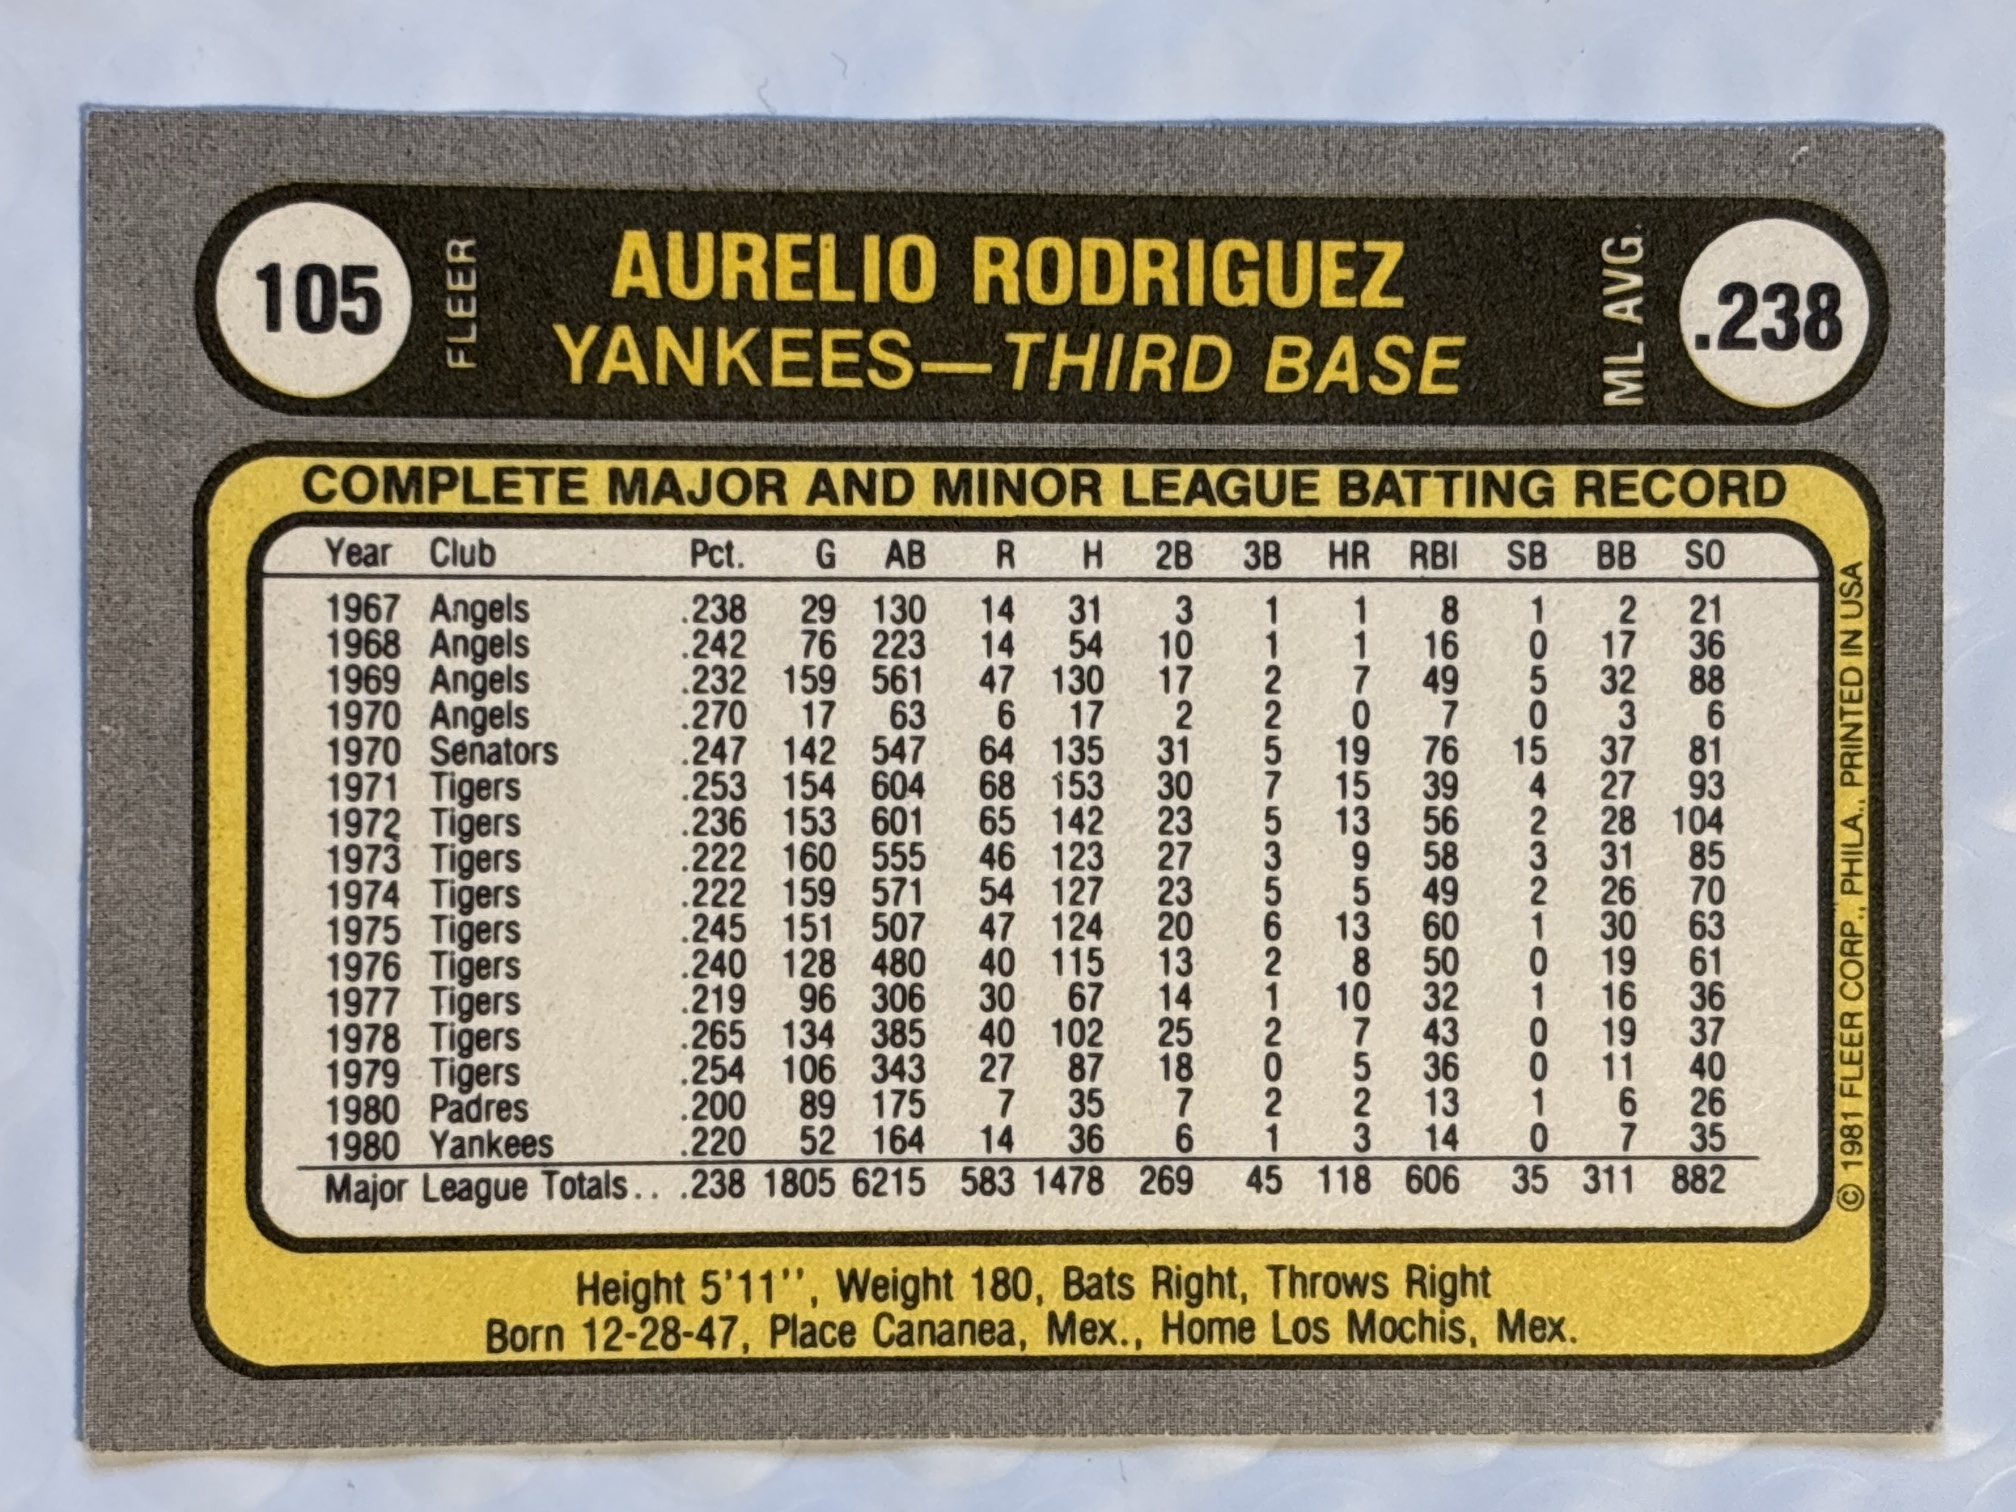 105 FLEER AURELIO RODRIGUEZ ML AVG. .238
YANKEES—THIRD BASE
COMPLETE MAJOR AND MINOR LEAGUE BATTING RECORD
Year Club Pct. G AB R H 2B 3B HR RBI SB BB SO
1967 Angels .238 29 130 14 31 3 1 1 8 1 2 21
1968 Angels .242 76 223 14 54 10 1 1 16 0 17 36
1969 Angels .232 159 561 47 130 17 2 7 49 5 32 88
1970 Angels .270 17 63 6 17 2 2 0 7 0 3 6
1970 Senators .247 142 547 64 135 31 5 19 76 15 37 81
1971 Tigers .253 154 604 68 153 30 7 15 39 4 27 93
1972 Tigers .236 153 601 65 142 23 5 13 56 2 28 104
1973 Tigers .222 160 555 46 123 27 3 9 58 3 31 85
1974 Tigers .222 159 571 54 127 23 5 5 49 2 26 70
1975 Tigers .245 151 507 47 124 20 6 13 60 1 30 63
1976 Tigers .240 128 480 40 115 13 2 8 50 0 19 61
1977 Tigers .219 96 306 30 67 14 1 10 32 1 16 36
1978 Tigers .265 134 385 40 102 25 2 7 43 0 19 37
1979 Tigers .254 106 343 27 87 18 0 5 36 0 11 40
1980 Padres .200 89 175 7 35 7 2 2 13 1 6 26
1980 Yankees .220 52 164 14 36 6 1 3 14 0 7 35
Major League Totals.. .238 1805 6215 583 1478 269 45 118 606 35 311 882
Height 5'11'', Weight 180, Bats Right, Throws Right
Born 12-28-47, Place Cananea, Mex., Home Los Mochis, Mex.
© 1981 FLEER CORP., PHILA., PRINTED IN USA